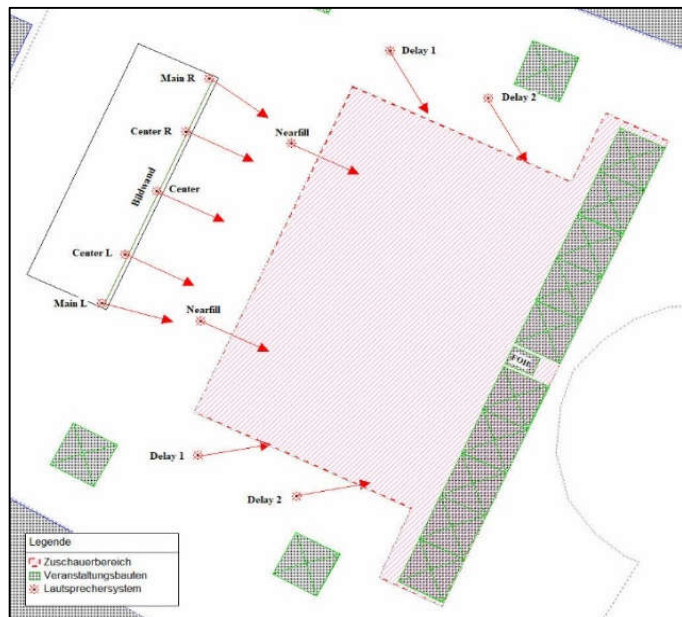 Delay 1
Main R
Delay 2
Center R
Nearfill
Bildwand
Center
Center L
Main L
Nearfill
FOH
Delay 1
Delay 2
Legende
Zuschauerbereich
Veranstaltungsbauten
Lautsprechersystem